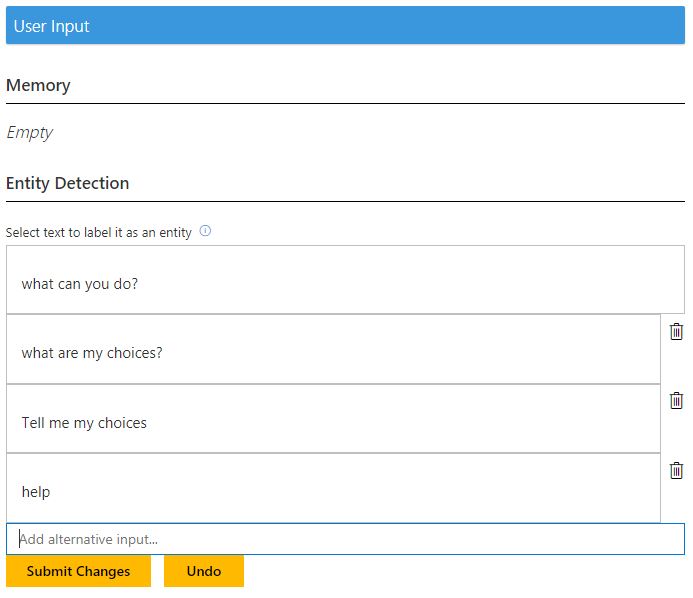 User Input
Memory
Empty
Entity Detection
Select text to label it as an entity
what can you do?
what are my choices?
Tell me my choices
help
Add alternative input...
Submit Changes Undo